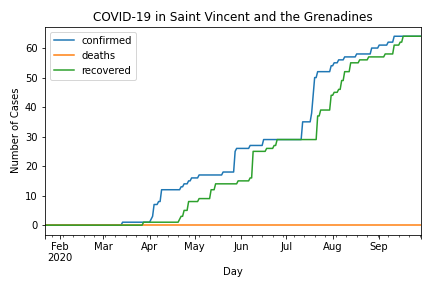 COVID-19 in Saint Vincent and the Grenadines
confirmed
deaths
recovered
Number of Cases
60
50
40
30
20
10
0
Feb Mar Apr May Jun Jul Aug Sep
2020
Day